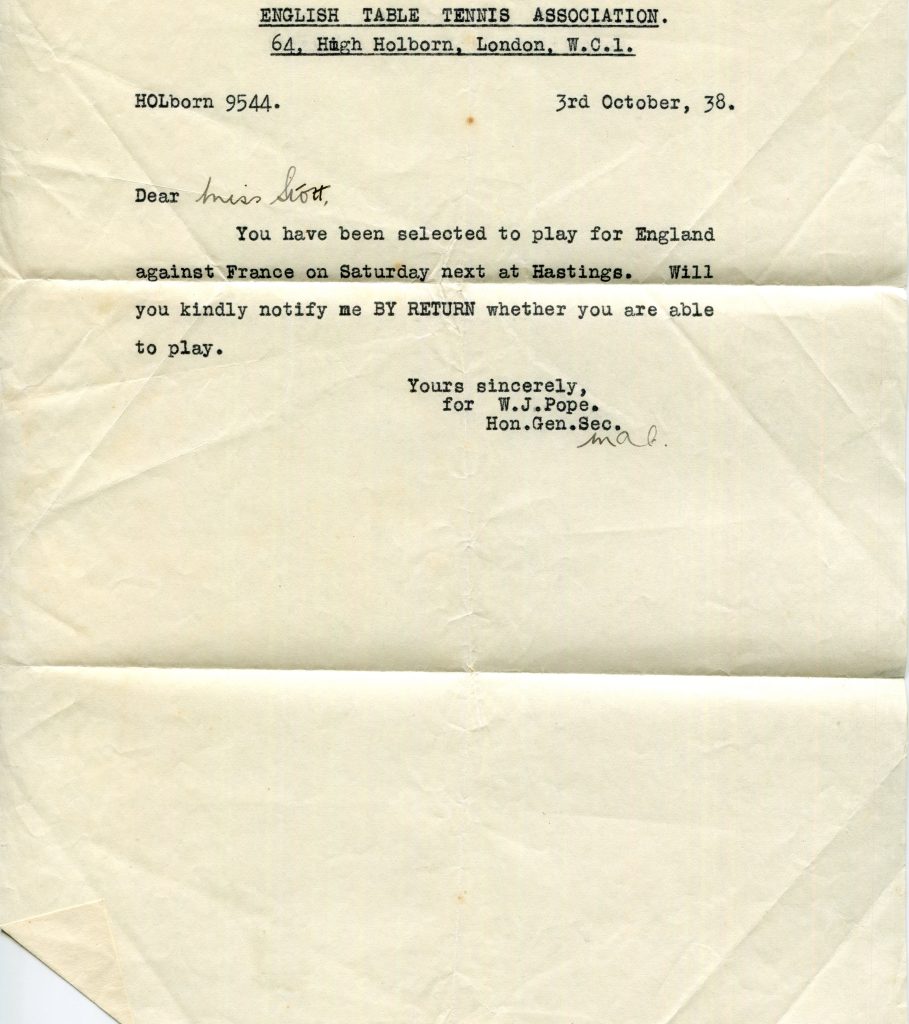 ENGLISH TABLE TENNIS ASSOCIATION.
64, High Holborn, London, W.C.1.
HOLborn 9544. 3rd October, 38.
Dear Miss Scott,
You have been selected to play for England
against France on Saturday next at Hastings. Will
you kindly notify me BY RETURN whether you are able
to play.
Yours sincerely,
for W.J.Pope.
Hon.Gen.Sec.